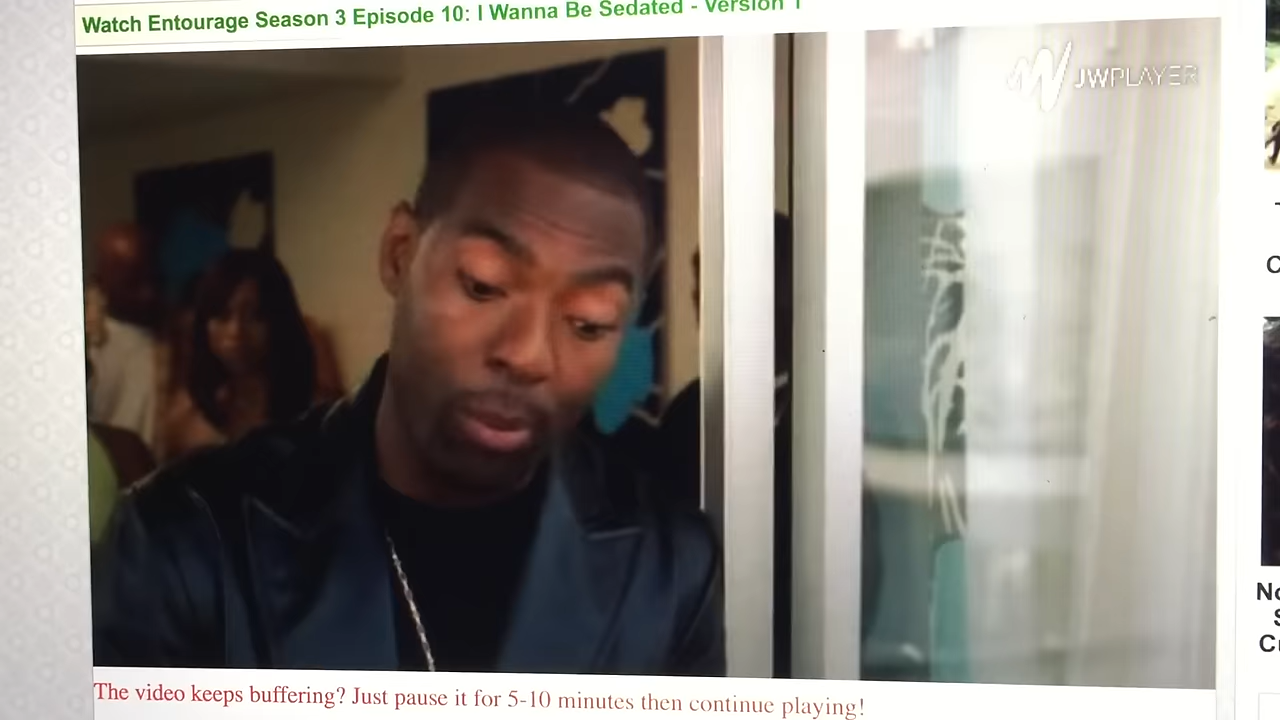 Watch Entourage Season 3 Episode 10: I Wanna Be Sedated - Version 1
JWPLAYER
The video keeps buffering? Just pause it for 5-10 minutes then continue playing!